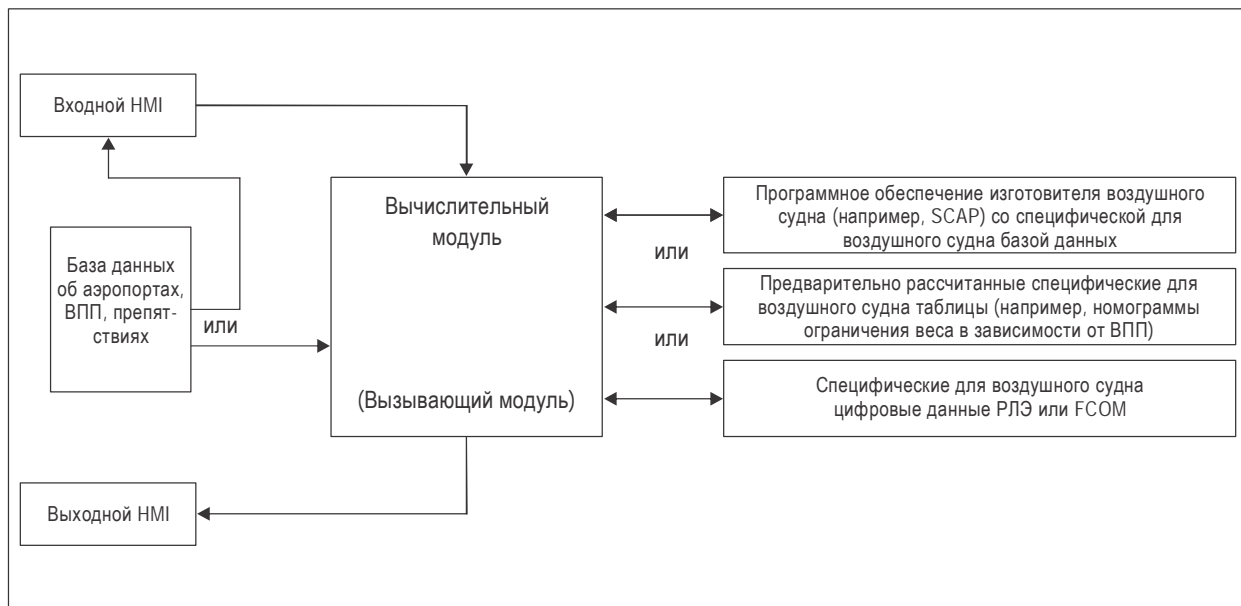 Входной HMI
База данных
об аэропортах,
ВПП, препят-
ствиях
или
Вычислительный
модуль
(Вызывающий модуль)
Программное обеспечение изготовителя воздушного
судна (например, SCAP) со специфической для
воздушного судна базой данных
или
Предварительно рассчитанные специфические для
воздушного судна таблицы (например, номограммы
ограничения веса в зависимости от ВПП)
или
Специфические для воздушного судна
цифровые данные РЛЭ или FCOM
Выходной HMI